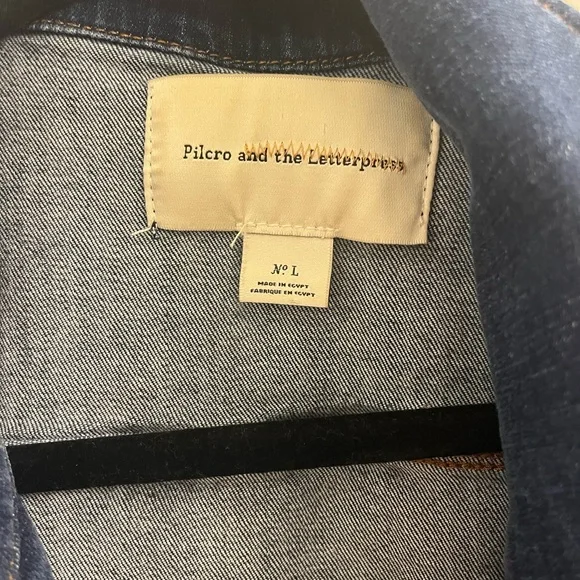 Pilcro and the Letterpress
Nº L
MADE IN EGYPT
FABRIQUE EN EGYPT